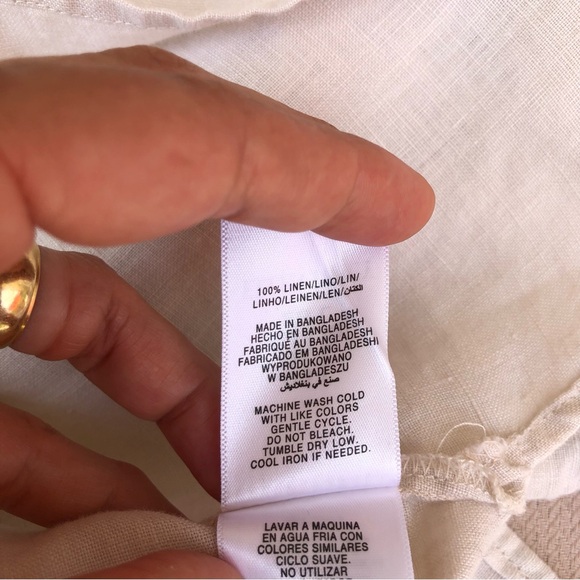 100% LINEN/LINO/LIN/
LINHO/LEINEN/LEN/الكتان
MADE IN BANGLADESH
HECHO EN BANGLADESH
FABRIQUÉ AU BANGLADESH
FABRICADO EM BANGLADESHI
WYPRODUKOWANO
W BANGLADESZU
صنع في بنغلاديش
MACHINE WASH COLD
WITH LIKE COLORS
GENTLE CYCLE.
DO NOT BLEACH.
TUMBLE DRY LOW.
COOL IRON IF NEEDED.
LAVAR A MAQUINA
EN AGUA FRIA CON
COLORES SIMILARES
CICLO SUAVE.
NO UTILIZAR